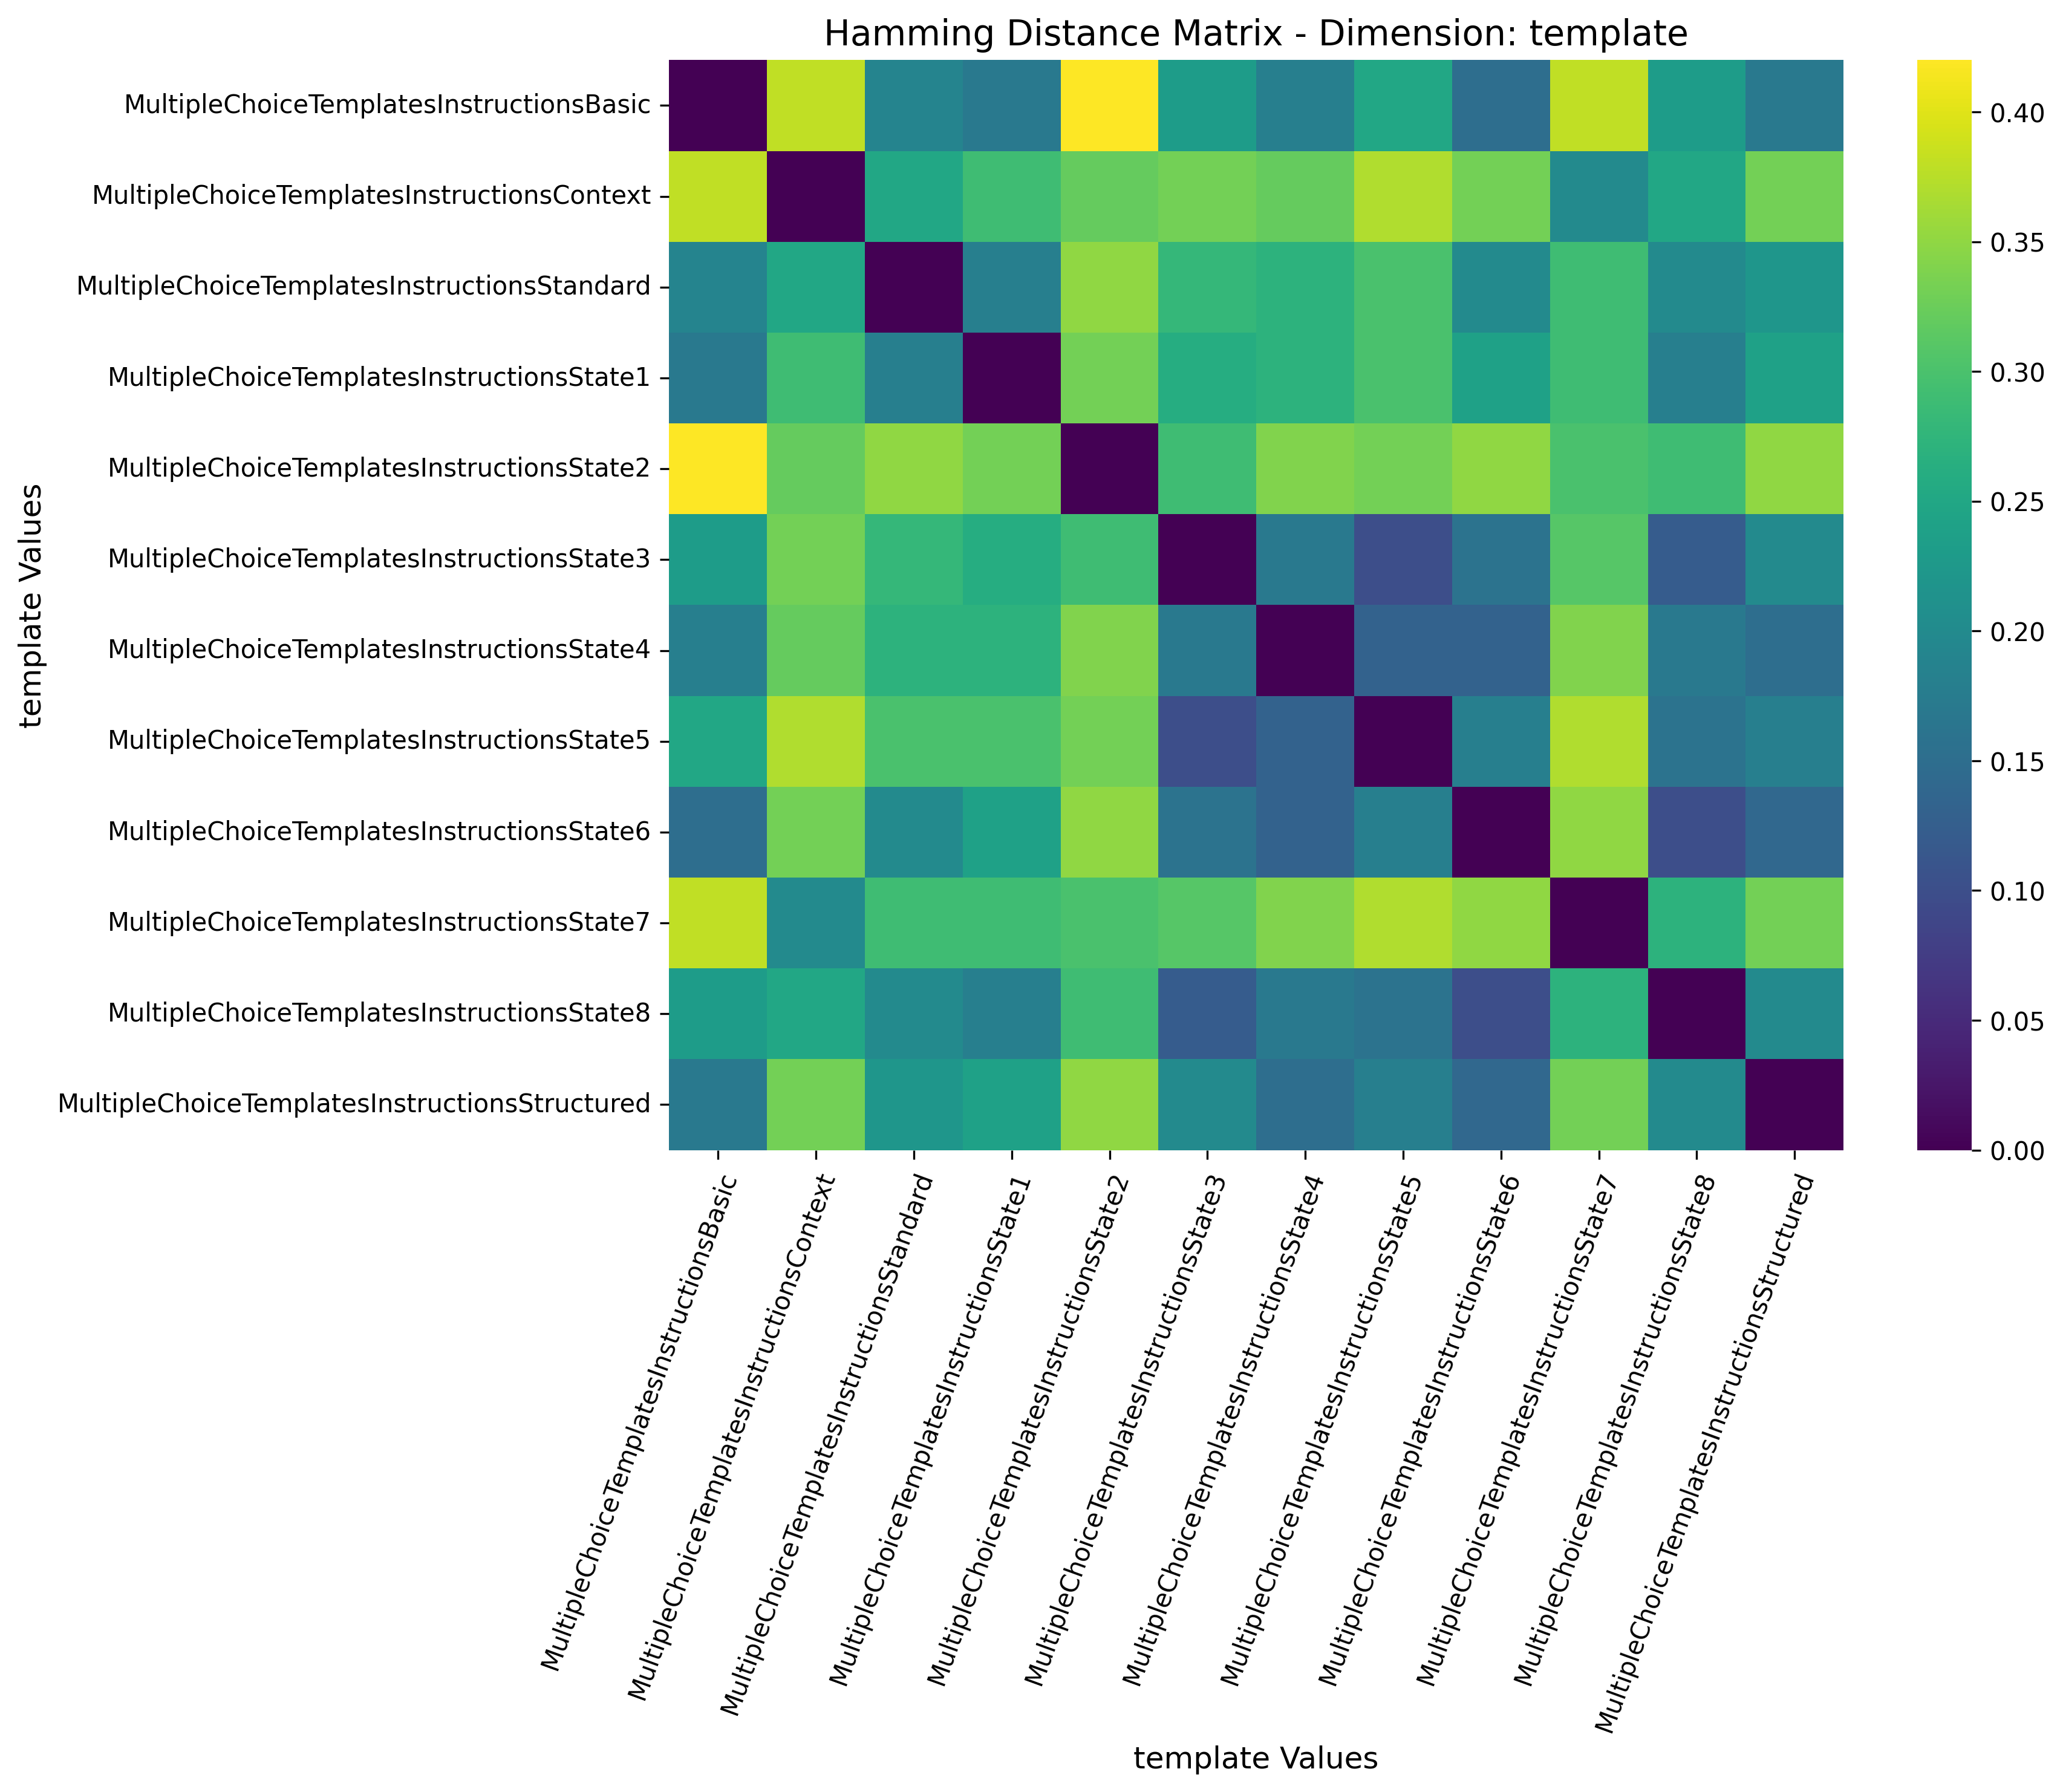 Hamming Distance Matrix - Dimension: template
template Values
MultipleChoiceTemplatesInstructionsBasic
MultipleChoiceTemplatesInstructionsContext
MultipleChoiceTemplatesInstructionsStandard
MultipleChoiceTemplatesInstructionsState1
MultipleChoiceTemplatesInstructionsState2
MultipleChoiceTemplatesInstructionsState3
MultipleChoiceTemplatesInstructionsState4
MultipleChoiceTemplatesInstructionsState5
MultipleChoiceTemplatesInstructionsState6
MultipleChoiceTemplatesInstructionsState7
MultipleChoiceTemplatesInstructionsState8
MultipleChoiceTemplatesInstructionsStructured
0.40
0.35
0.30
0.25
0.20
0.15
0.10
0.05
0.00
MultipleChoiceTemplatesInstructionsBasic
MultipleChoiceTemplatesInstructionsContext
MultipleChoiceTemplatesInstructionsStandard
MultipleChoiceTemplatesInstructionsState1
MultipleChoiceTemplatesInstructionsState2
MultipleChoiceTemplatesInstructionsState3
MultipleChoiceTemplatesInstructionsState4
MultipleChoiceTemplatesInstructionsState5
MultipleChoiceTemplatesInstructionsState6
MultipleChoiceTemplatesInstructionsState7
MultipleChoiceTemplatesInstructionsState8
MultipleChoiceTemplatesInstructionsStructured
template Values